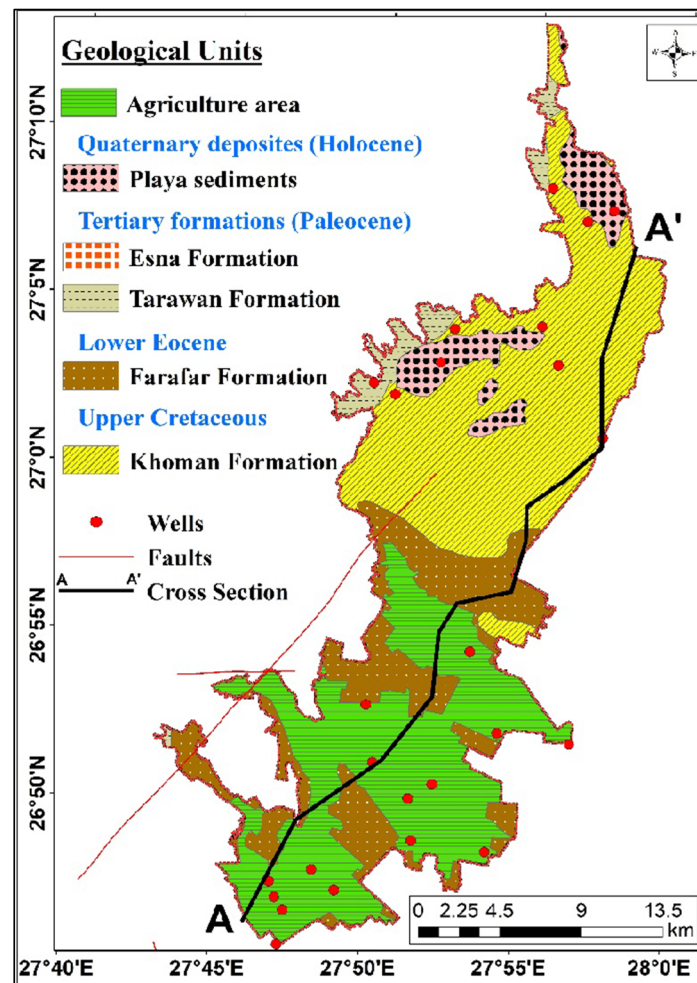 Geological Units
Agriculture area
Quaternary deposites (Holocene)
Playa sediments
Tertiary formations (Paleocene)
Esna Formation
Tarawan Formation
Lower Eocene
Farafar Formation
Upper Cretaceous
Khoman Formation
Wells
Faults
A A' Cross Section
N
W E
S
A'
A
27°10'N
27°5'N
27°0'N
26°55'N
26°50'N
0 2.25 4.5 9 13.5
km
27°40'E 27°45'E 27°50'E 27°55'E 28°0'E